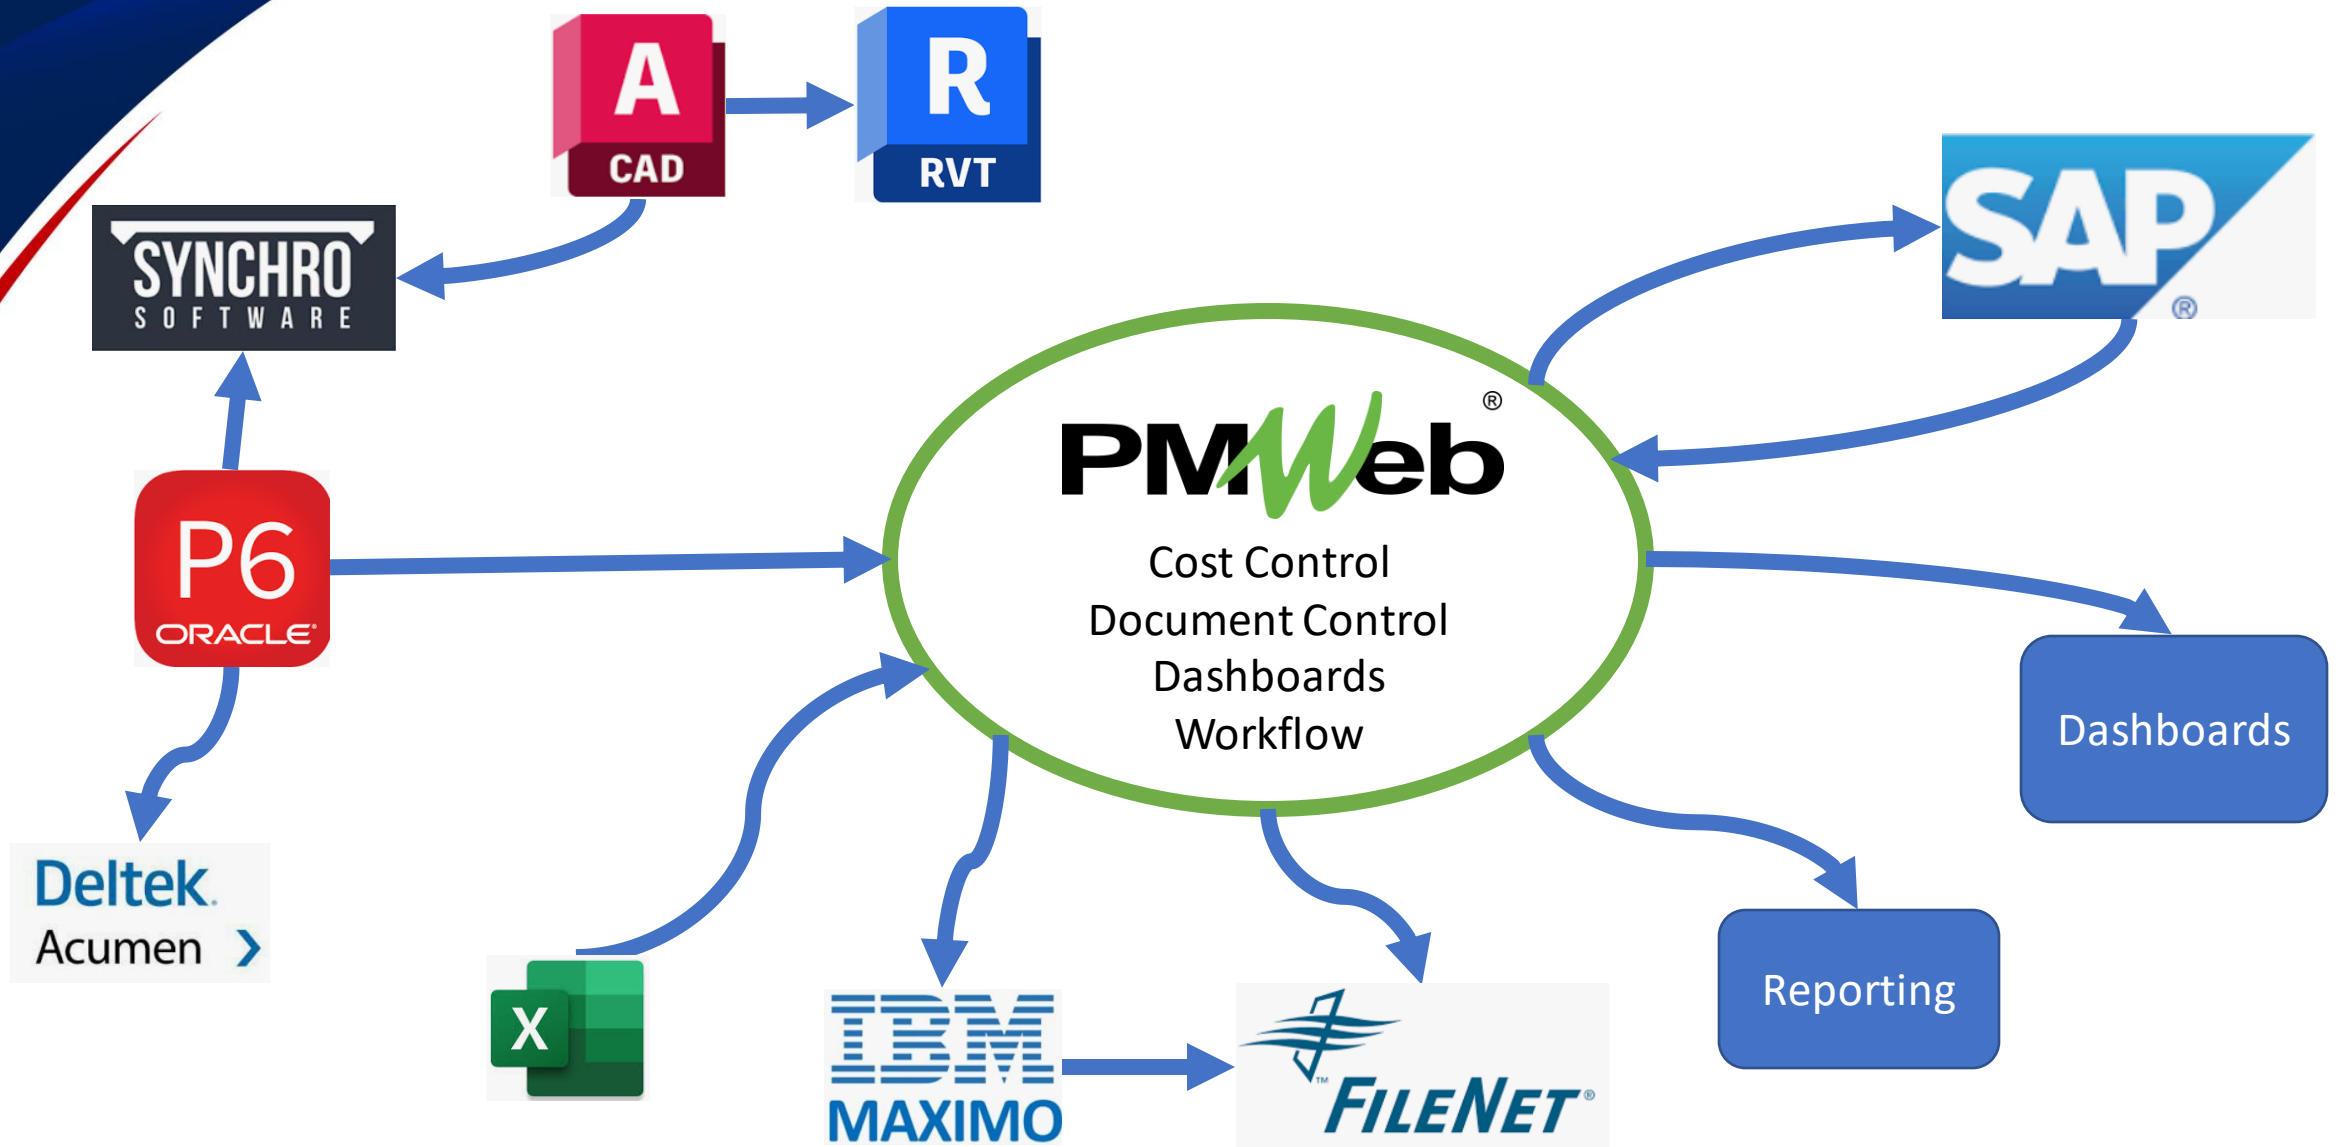 A
CAD
R
RVT
SYNCHRO
SOFTWARE
SAP
®
PMWeb®
Cost Control
Document Control
Dashboards
Workflow
P6
ORACLE®
Dashboards
Deltek.
Acumen
X
IBM
MAXIMO
™
FILENET®
Reporting